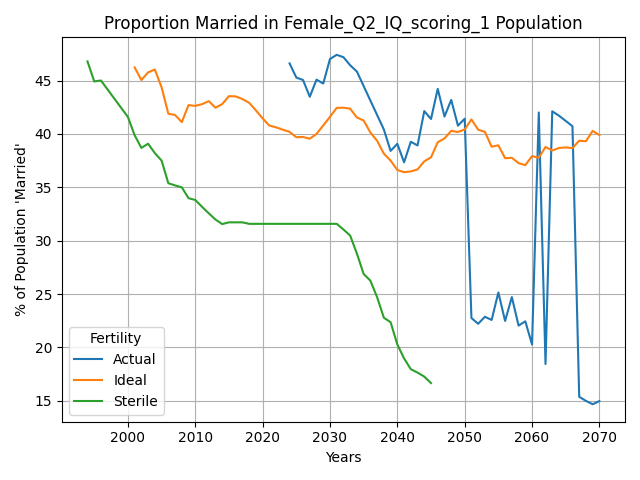 Proportion Married in Female_Q2_IQ_scoring_1 Population
% of Population 'Married'
45
40
35
30
25
20
15
Fertility
Actual
Ideal
Sterile
2000 2010 2020 2030 2040 2050 2060 2070
Years